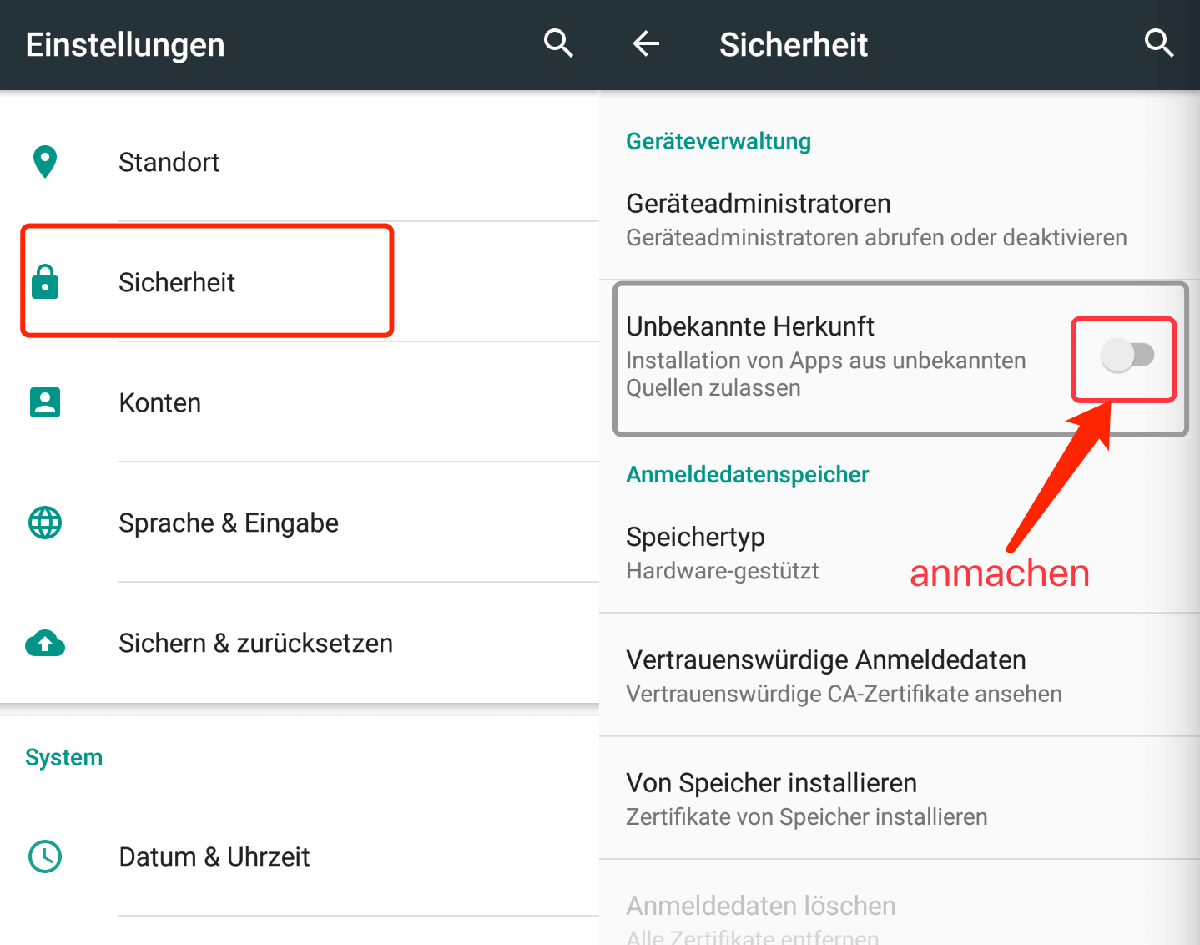 Einstellungen
Standort
Sicherheit
Konten
Sprache & Eingabe
Sichern & zurücksetzen
System
Datum & Uhrzeit
Sicherheit
Geräteverwaltung
Geräteadministratoren
Geräteadministratoren abrufen oder deaktivieren
Unbekannte Herkunft
Installation von Apps aus unbekannten
Quellen zulassen
Anmeldedatenspeicher
Speichertyp
Hardware-gestützt
anmachen
Vertrauenswürdige Anmeldedaten
Vertrauenswürdige CA-Zertifikate ansehen
Von Speicher installieren
Zertifikate von Speicher installieren
Anmeldedaten löschen
Alle Zertifikate entfernen